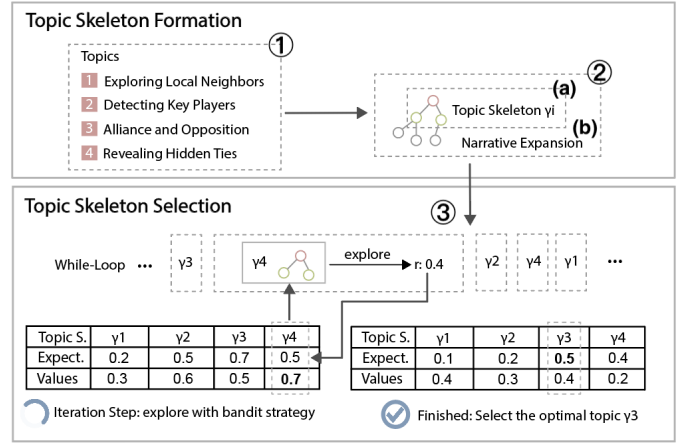 Topic Skeleton Formation
①
Topics
1 Exploring Local Neighbors
2 Detecting Key Players
3 Alliance and Opposition
4 Revealing Hidden Ties
②
(a)
Topic Skeleton γi
(b)
Narrative Expansion
Topic Skeleton Selection
③
While-Loop ••• γ3 γ4 explore r: 0.4 γ2 γ4 γ1 •••
Topic S. γ1 γ2 γ3 γ4
Expect. 0.2 0.5 0.7 0.5
Values 0.3 0.6 0.5 0.7
Iteration Step: explore with bandit strategy
Topic S. γ1 γ2 γ3 γ4
Expect. 0.1 0.2 0.5 0.4
Values 0.4 0.3 0.4 0.2
Finished: Select the optimal topic γ3